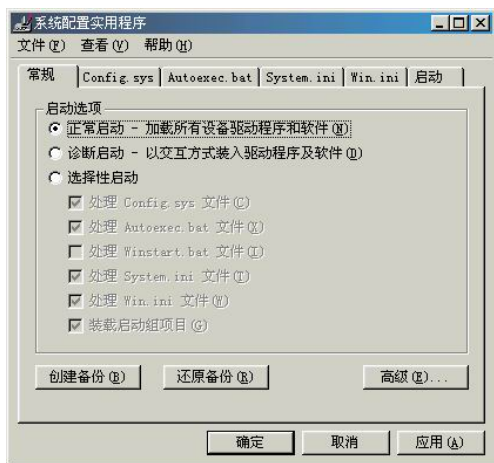 系统配置实用程序
文件(F) 查看(V) 帮助(H)
常规 Config.sys Autoexec.bat System.ini Win.ini 启动
启动选项
正常启动 - 加载所有设备驱动程序和软件(N)
诊断启动 - 以交互方式装入驱动程序及软件(D)
选择性启动
处理 Config.sys 文件(C)
处理 Autoexec.bat 文件(X)
处理 Winstart.bat 文件(I)
处理 System.ini 文件(T)
处理 Win.ini 文件(W)
装载启动组项目(G)
创建备份(B) 还原备份(R) 高级(E)...
确定 取消 应用(A)